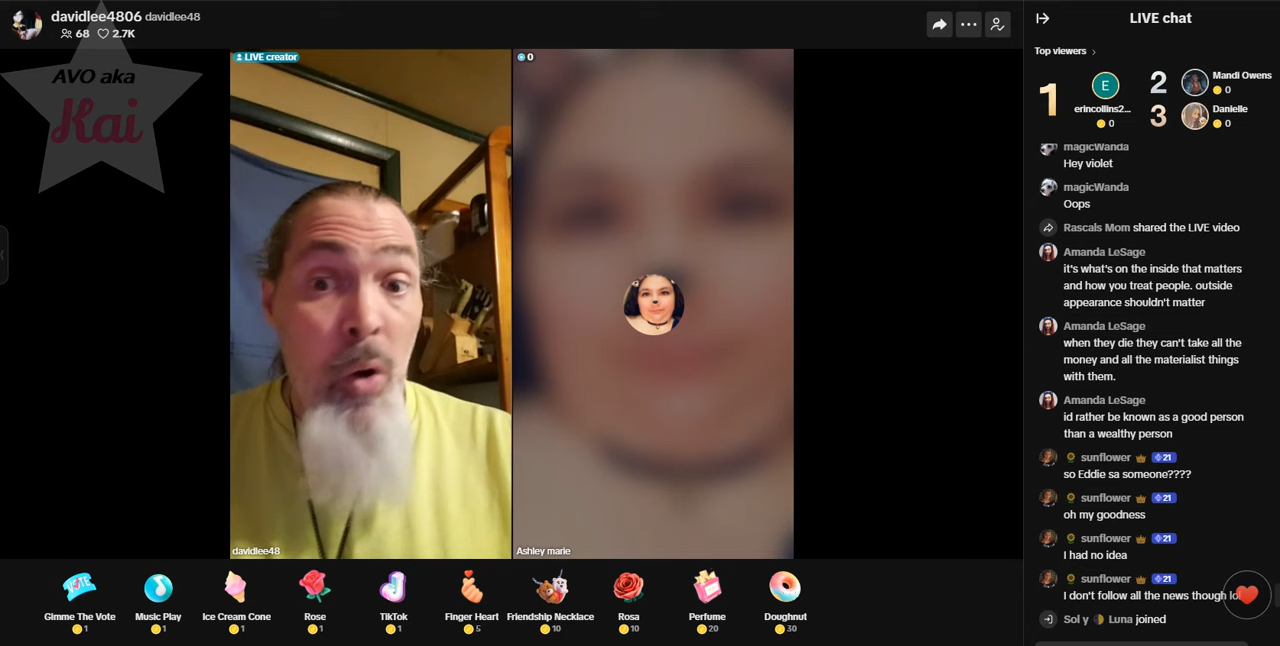 davidlee4806 davidlee48
68 2.7K
AVO aka
Kai
LIVE creator
0
davidlee48
Ashley marie
Gimme The Vote
1
Music Play
1
Ice Cream Cone
1
Rose
1
TikTok
1
Finger Heart
5
Friendship Necklace
10
Rosa
10
Perfume
20
Doughnut
30
LIVE chat
Top viewers
1
E
erincollins2...
0
2
Mandi Owens
0
3
Danielle
0
magicWanda
Hey violet
magicWanda
Oops
Rascals Mom shared the LIVE video
Amanda LeSage
it's what's on the inside that matters
and how you treat people. outside
appearance shouldn't matter
Amanda LeSage
when they die they can't take all the
money and all the materialist things
with them.
Amanda LeSage
id rather be known as a good person
than a wealthy person
sunflower 21
so Eddie sa someone????
sunflower 21
oh my goodness
sunflower 21
I had no idea
sunflower 21
I don't follow all the news though lol
Sol y Luna joined